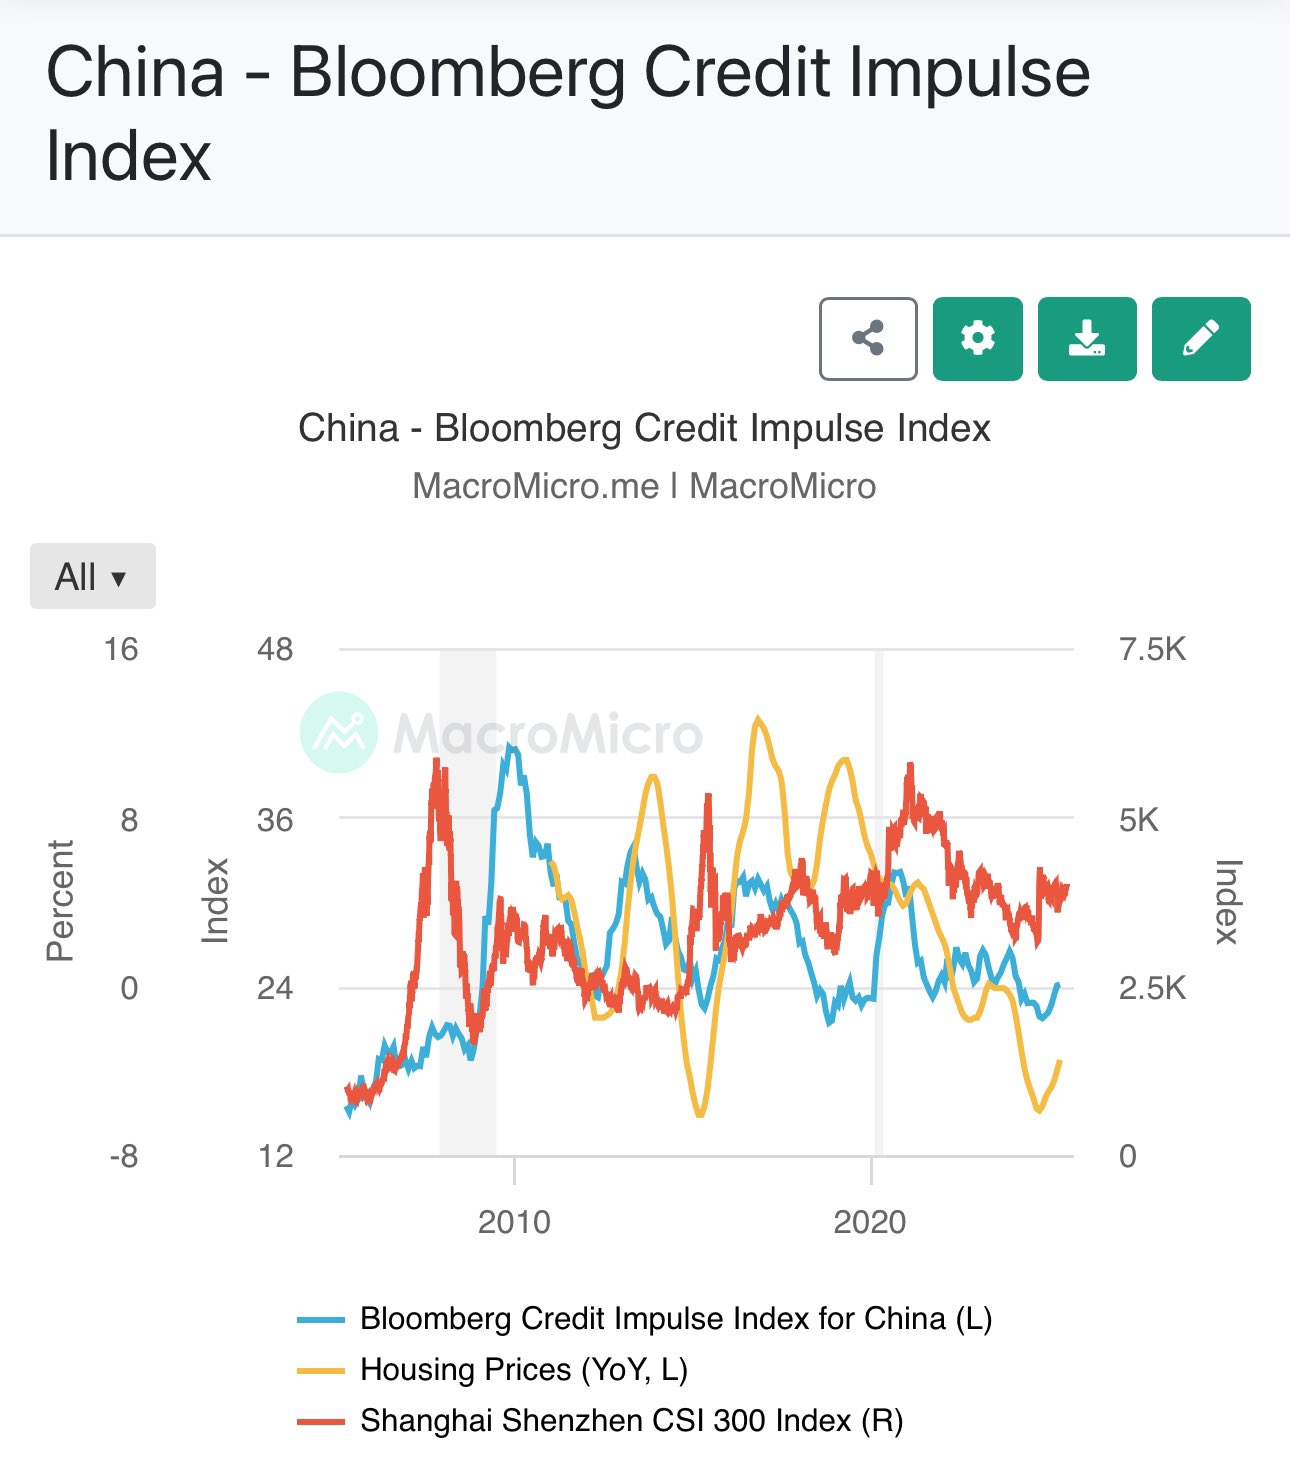 China - Bloomberg Credit Impulse
Index
China - Bloomberg Credit Impulse Index
MacroMicro.me | MacroMicro
All ▼
16
48
7.5K
MacroMicro
8
36
5K
Percent
Index
Index
0
24
2.5K
-8
12
0
2010
2020
Bloomberg Credit Impulse Index for China (L)
Housing Prices (YoY, L)
Shanghai Shenzhen CSI 300 Index (R)